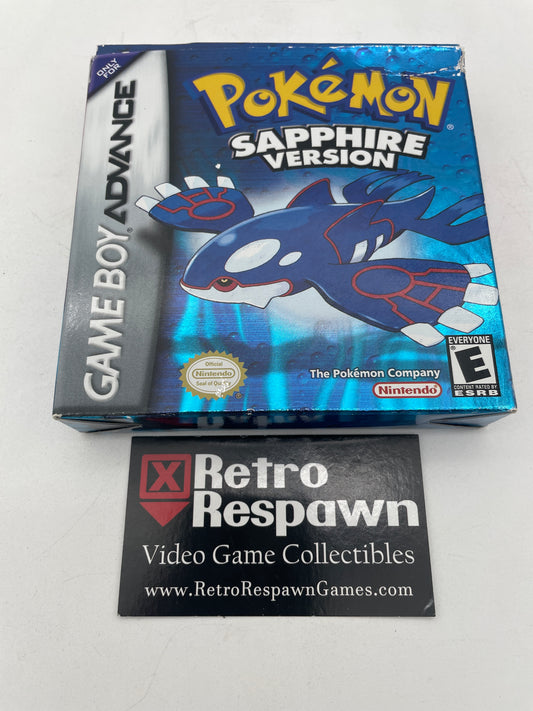 ONLY
FOR
GAME BOY ADVANCE
POKéMON
SAPPHIRE
VERSION
Official
Nintendo
Seal of Quality
The Pokémon Company
Nintendo
EVERYONE
E
CONTENT RATED BY
ESRB
X
Retro
Respawn
Video Game Collectibles
www.RetroRespawnGames.com